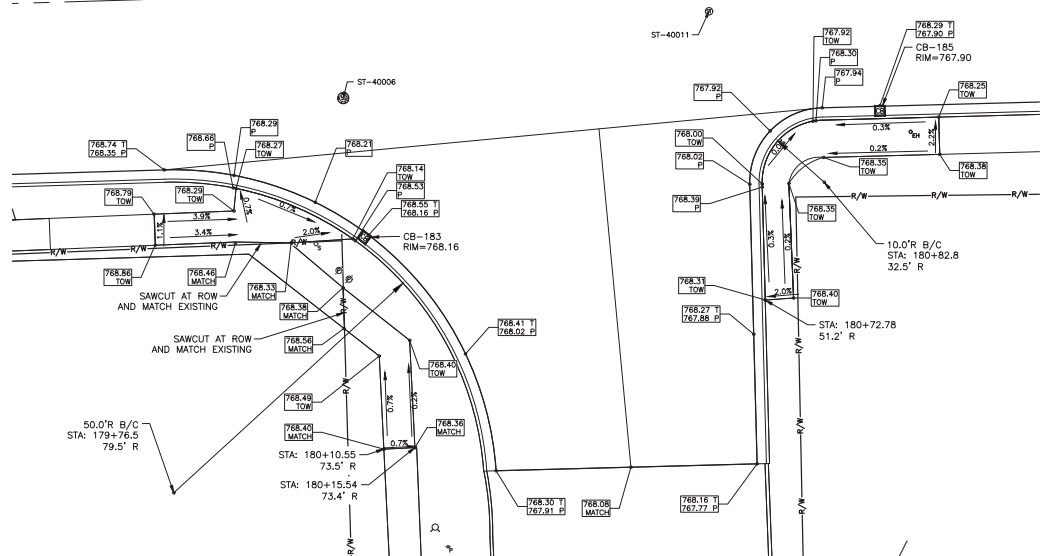 ST-40011
ST-40006
767.92
TOW
768.30
P
767.94
P
768.29 T
767.90 P
CB-185
RIM=767.90
768.25
TOW
767.92
P
768.00
TOW
768.02
P
768.39
P
0.3%
0.0%
EH
2.2%
0.2%
768.35
TOW
768.38
TOW
R/W
R/W
R/W
768.35
TOW
768.74 T
768.35 P
768.66
P
768.29
P
768.27
TOW
768.21
P
768.14
TOW
768.53
P
768.55 T
768.16 P
CB-183
RIM=768.16
768.79
TOW
768.29
TOW
0.7%
0.7%
3.9%
3.4%
1.1%
2.0%
R/W
R/W
R/W
S
768.86
TOW
768.46
MATCH
768.33
MATCH
768.38
MATCH
768.56
MATCH
SAWCUT AT ROW
AND MATCH EXISTING
SAWCUT AT ROW
AND MATCH EXISTING
R/W
R/W
R/W
768.49
TOW
768.40
MATCH
768.40
TOW
768.36
MATCH
0.7%
0.2%
0.7%
768.41 T
768.02 P
50.0'R B/C
STA: 179+76.5
79.5' R
STA: 180+10.55
73.5' R
STA: 180+15.54
73.4' R
768.30 T
767.91 P
768.08
MATCH
768.16 T
767.77 P
768.31
TOW
768.27 T
767.88 P
0.3%
0.2%
2.0%
768.40
TOW
10.0'R B/C
STA: 180+82.8
32.5' R
STA: 180+72.78
51.2' R
R/W
R/W
R/W